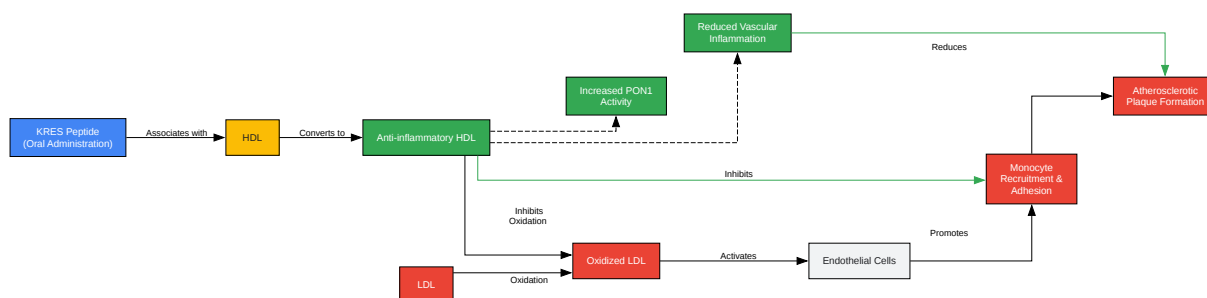 Reduced Vascular
Inflammation
Reduces
Increased PON1
Activity
Atherosclerotic
Plaque Formation
KRES Peptide
(Oral Administration)
Associates with
HDL
Converts to
Anti-inflammatory HDL
Inhibits
Monocyte
Recruitment &
Adhesion
Inhibits
Oxidation
Promotes
Oxidized LDL
Activates
Endothelial Cells
LDL
Oxidation